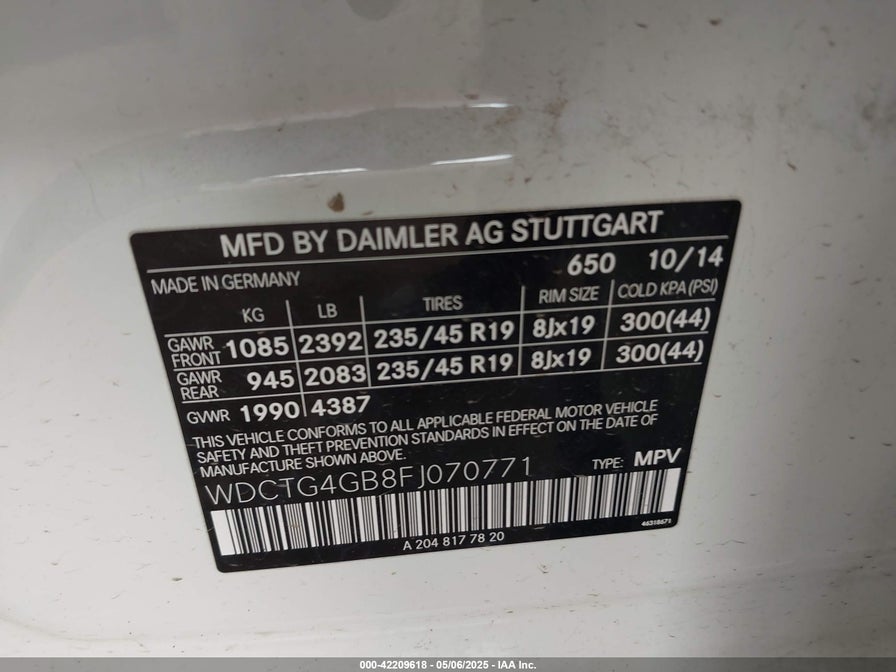 MFD BY DAIMLER AG STUTTGART
650 10/14
MADE IN GERMANY
KG LB TIRES RIM SIZE COLD KPA (PSI)
GAWR FRONT 1085 2392 235/45 R19 8Jx19 300(44)
GAWR REAR 945 2083 235/45 R19 8Jx19 300(44)
GVWR 1990 4387
THIS VEHICLE CONFORMS TO ALL APPLICABLE FEDERAL MOTOR VEHICLE
SAFETY AND THEFT PREVENTION STANDARDS IN EFFECT ON THE DATE OF
MANUFACTURE SHOWN ABOVE.
WDCTG4GB8FJ070771 TYPE: MPV
46318671
A 204 817 78 20
000-42209618 - 05/06/2025 - IAA Inc.